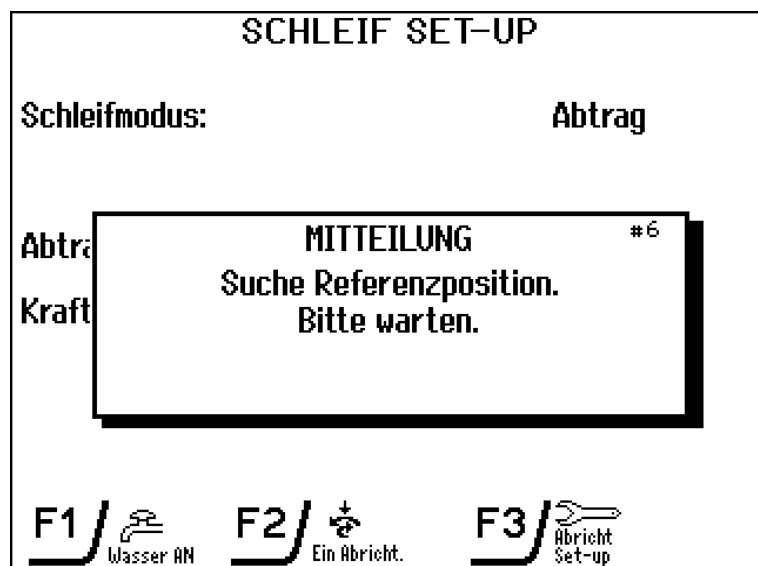 SCHLEIF SET-UP
Schleifmodus: Abtrag
MITTEILUNG #6
Suche Referenzposition.
Bitte warten.
Kraft
F1 Wasser AN F2 Ein Abricht. F3 Abricht
Set-up